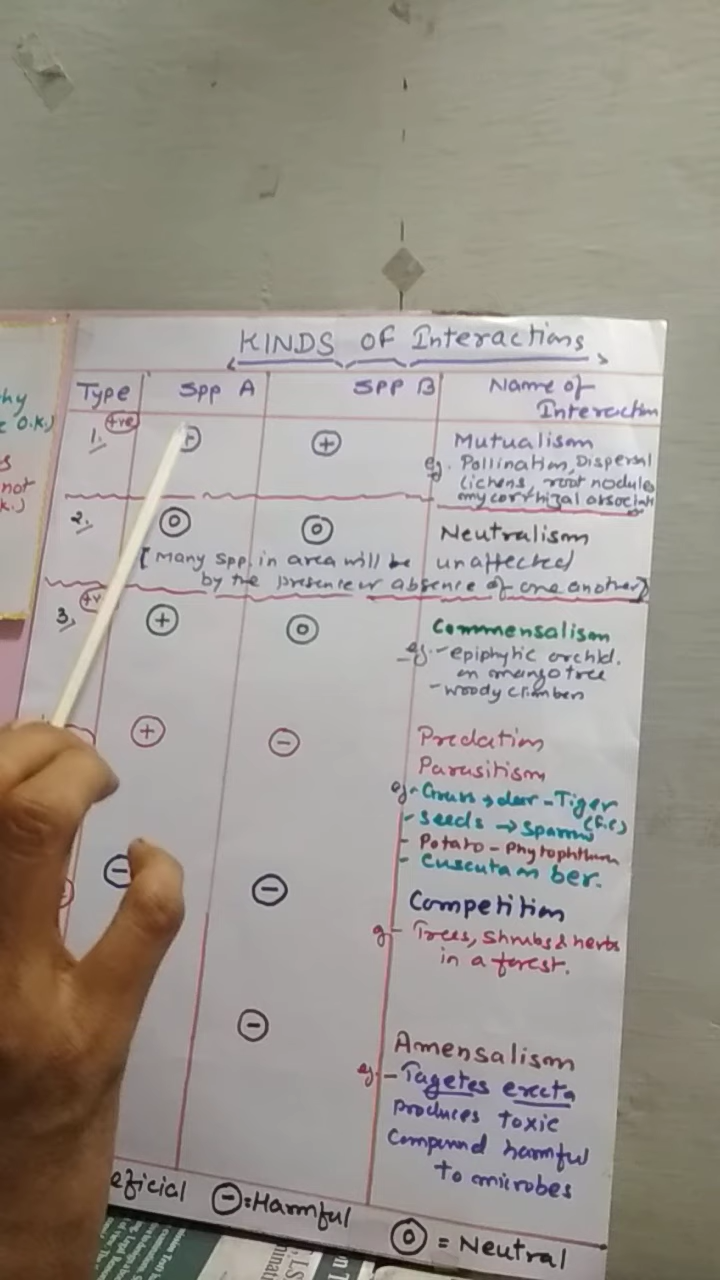 KINDS OF Interactions
Type Spp A SPP B Name of Interaction
hy
O.K.)
not
k.)
1. +ve + + Mutualism
eg. Pollination, Dispersal
lichens, root nodules
mycorrhizal associat
2. 0 0 Neutralism
[Many spp. in area will be unaffected
by the presence or absence of one another]
3. + 0 Commensalism
eg. - epiphytic orchid.
on mango tree
- woody climbers
+ - Predation
Parasitism
eg - Grass → deer - Tiger
- Seeds → Sparrow (F.C)
- Potato - Phytophthora
- Cuscuta on ber.
- - Competition
eg - Trees, Shrubs & herbs
in a forest.
- Amensalism
eg. - Tagetes erecta
produces toxic
compound harmful
to microbes
eficial - = Harmful 0 = Neutral